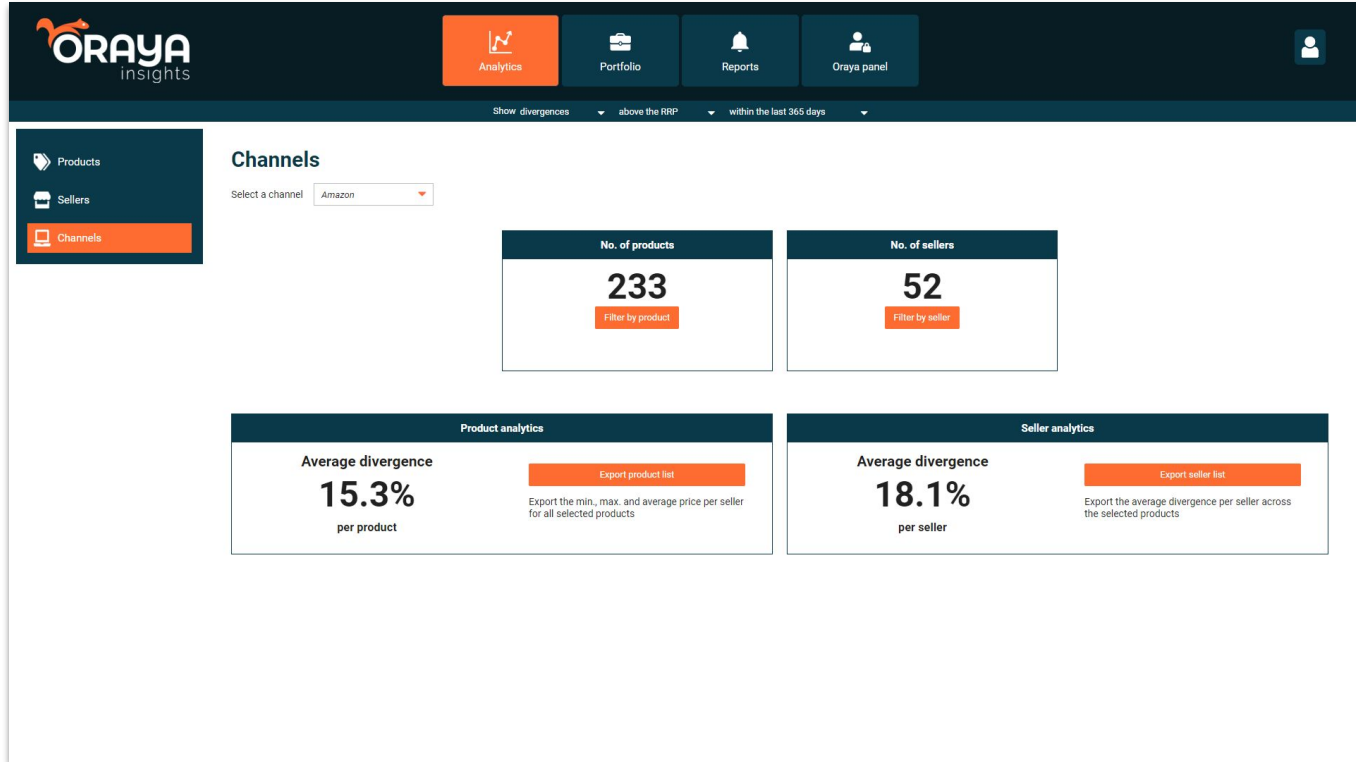 ORAYA
insights
Analytics
Portfolio
Reports
Oraya panel
Show divergences above the RRP within the last 365 days
Products
Sellers
Channels
Channels
Select a channel Amazon
No. of products
233
Filter by product
No. of sellers
52
Filter by seller
Product analytics
Average divergence
15.3%
per product
Export product list
Export the min., max. and average price per seller
for all selected products
Seller analytics
Average divergence
18.1%
per seller
Export seller list
Export the average divergence per seller across
the selected products